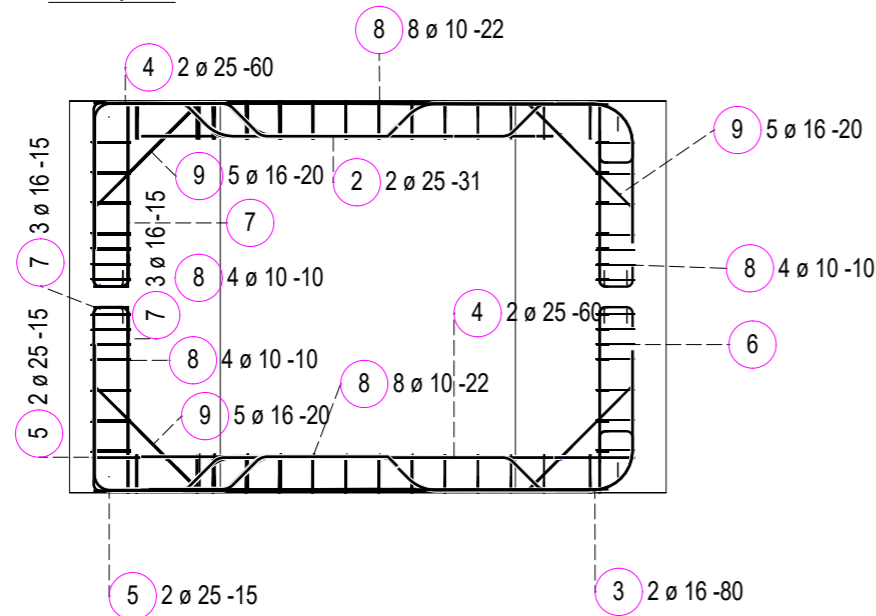 8 8 ø 10 -22
4 2 ø 25 -60
9 5 ø 16 -20
9 5 ø 16 -20
2 2 ø 25 -31
7 3 ø 16 -15
7
3 ø 16 -15
7
8 4 ø 10 -10
8 4 ø 10 -10
4 2 ø 25 -60
6
8 4 ø 10 -10
8 8 ø 10 -22
5 2 ø 25 -15
9 5 ø 16 -20
5 2 ø 25 -15
3 2 ø 16 -80